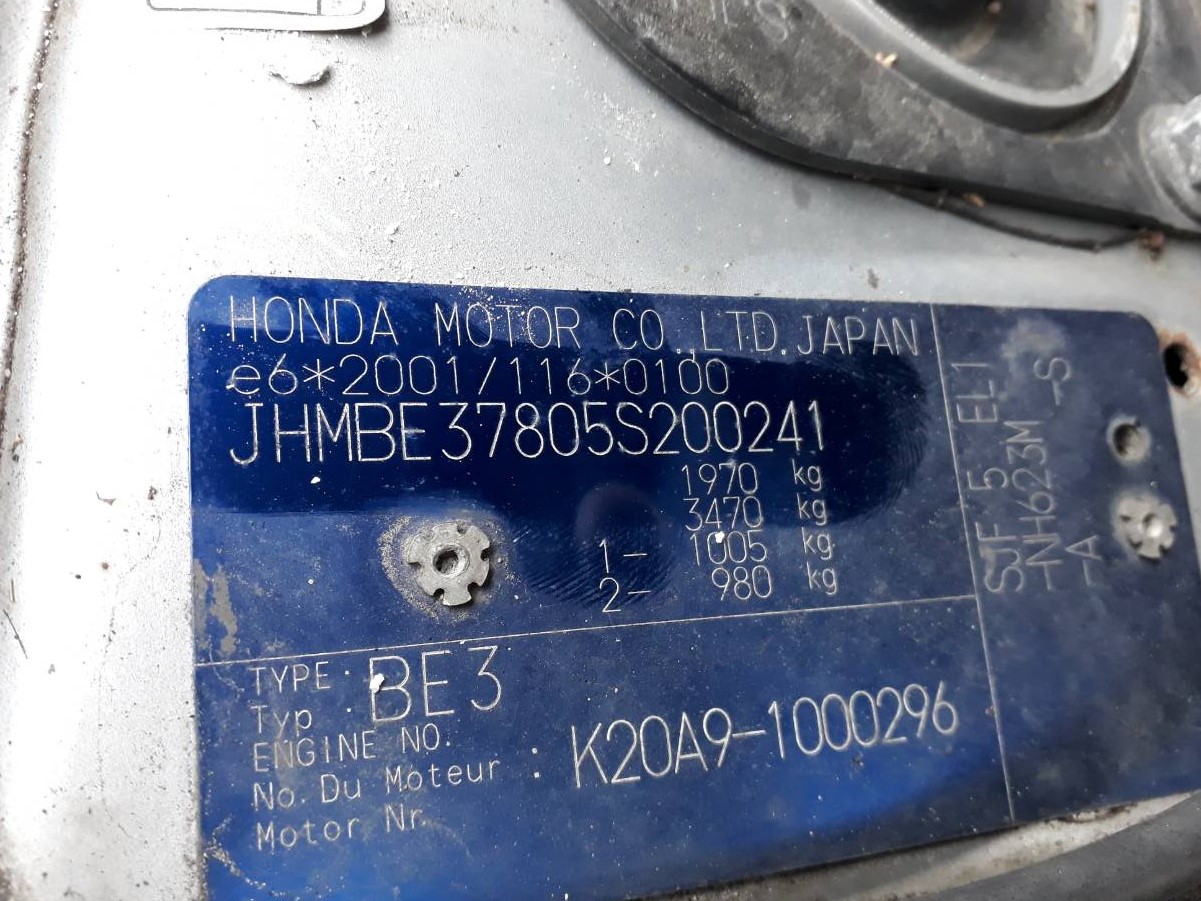 HONDA MOTOR CO.,LTD.JAPAN
e6*2001/116*0100
JHMBE37805S200241
1970 kg
3470 kg
1- 1005 kg
2- 980 kg
TYPE : BE3
Typ :
ENGINE NO.
No. Du Moteur : K20A9-1000296
Motor Nr.
SJF 5 EL1
-NH623M -S
-A